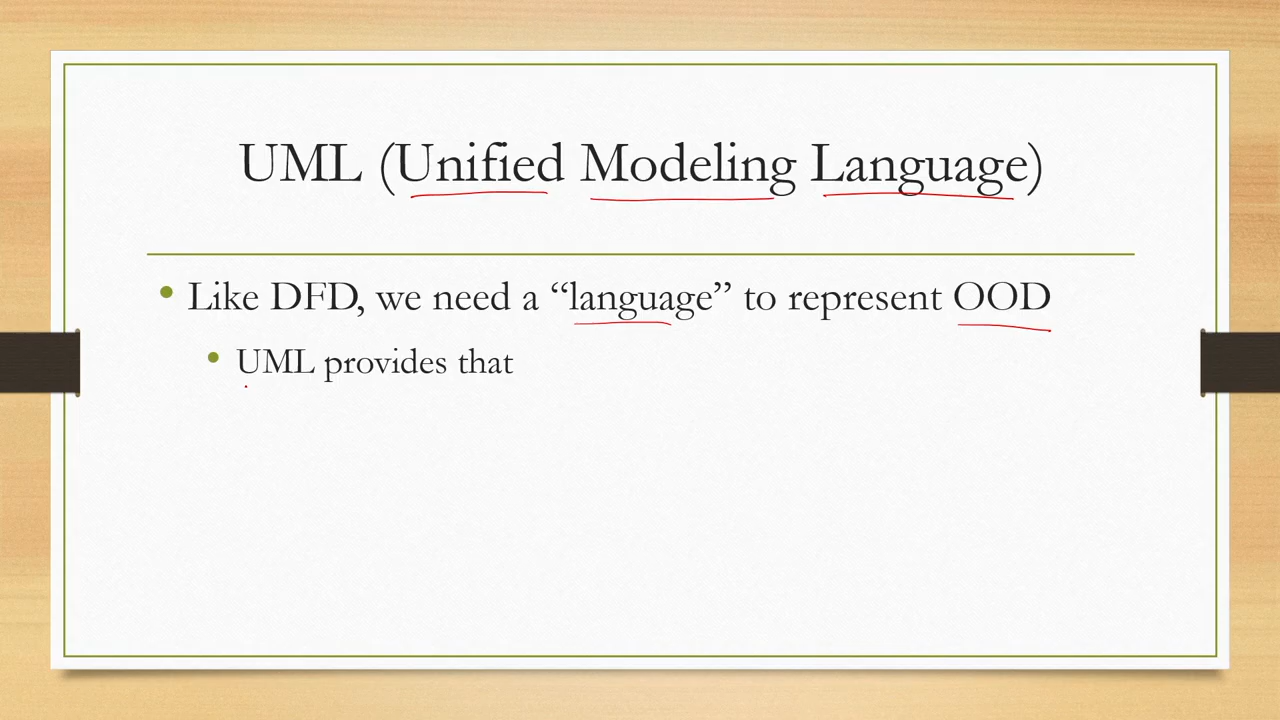 UML (Unified Modeling Language)
• Like DFD, we need a “language” to represent OOD
• UML provides that